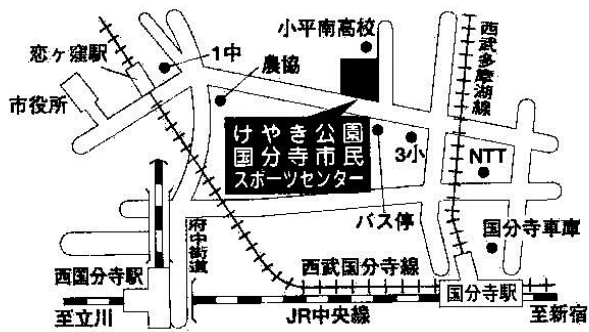 小平南高校
西武多摩湖線
恋ヶ窪駅
1中
農協
市役所
けやき公園
国分寺市民
スポーツセンター
3小
NTT
バス停
府中街道
国分寺車庫
西国分寺駅
西武国分寺線
国分寺駅
至立川
JR中央線
至新宿